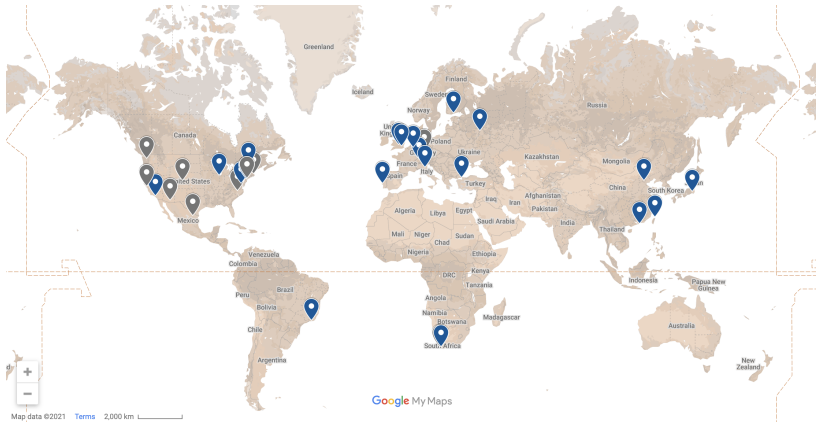 Greenland
Iceland
Finland
Sweden
Norway
Russia
Canada
Poland
Ukraine
Kazakhstan
Mongolia
France
Italy
Spain
Turkey
United States
China
South Korea
Afghanistan
Iraq
Iran
Pakistan
Algeria
Libya
Egypt
Saudi Arabia
India
Mexico
Mali
Niger
Chad
Sudan
Thailand
Nigeria
Ethiopia
Venezuela
Colombia
DRC
Kenya
Tanzania
Indonesia
Papua New
Guinea
Peru
Brazil
Bolivia
Angola
Namibia
Botswana
Madagascar
Chile
South Africa
Australia
Argentina
New
Zealand
+
−
Google My Maps
Map data ©2021 Terms 2,000 km